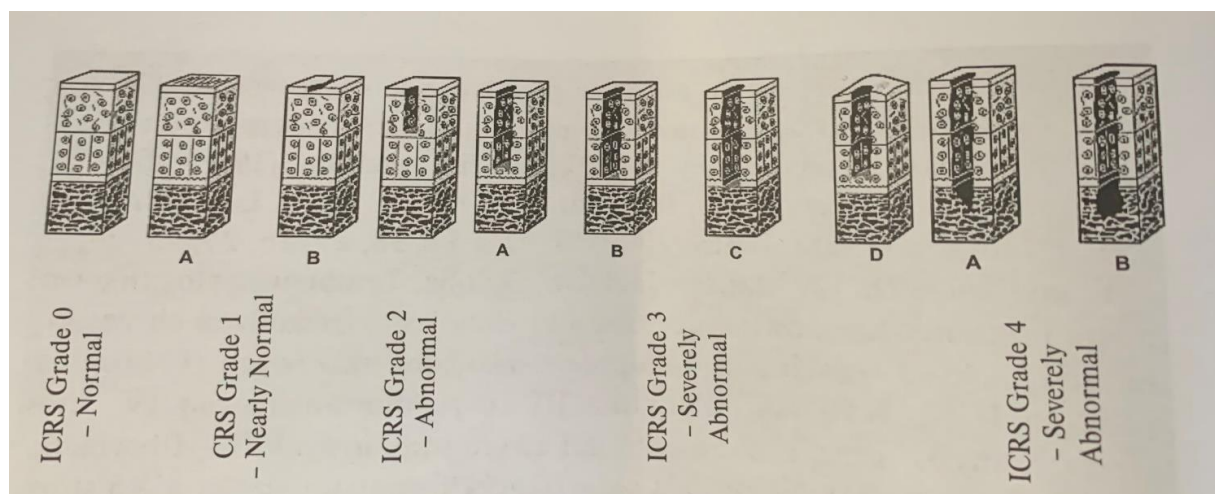 A
B
A
B
C
D
A
B
ICRS Grade 0
– Normal
CRS Grade 1
– Nearly Normal
ICRS Grade 2
– Abnormal
ICRS Grade 3
– Severely
Abnormal
ICRS Grade 4
– Severely
Abnormal